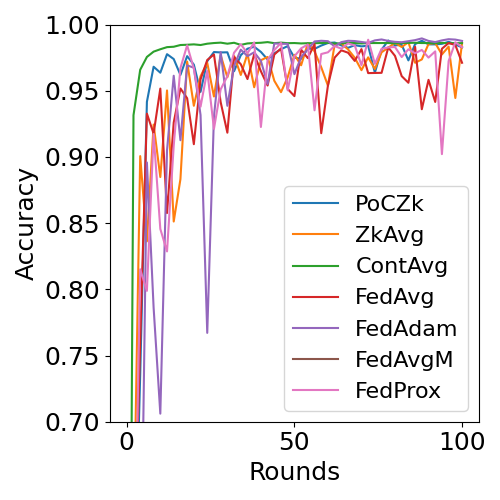 1.00
0.95
0.90
0.85
0.80
0.75
0.70
Accuracy
0
50
100
Rounds
PoCZk
ZkAvg
ContAvg
FedAvg
FedAdam
FedAvgM
FedProx